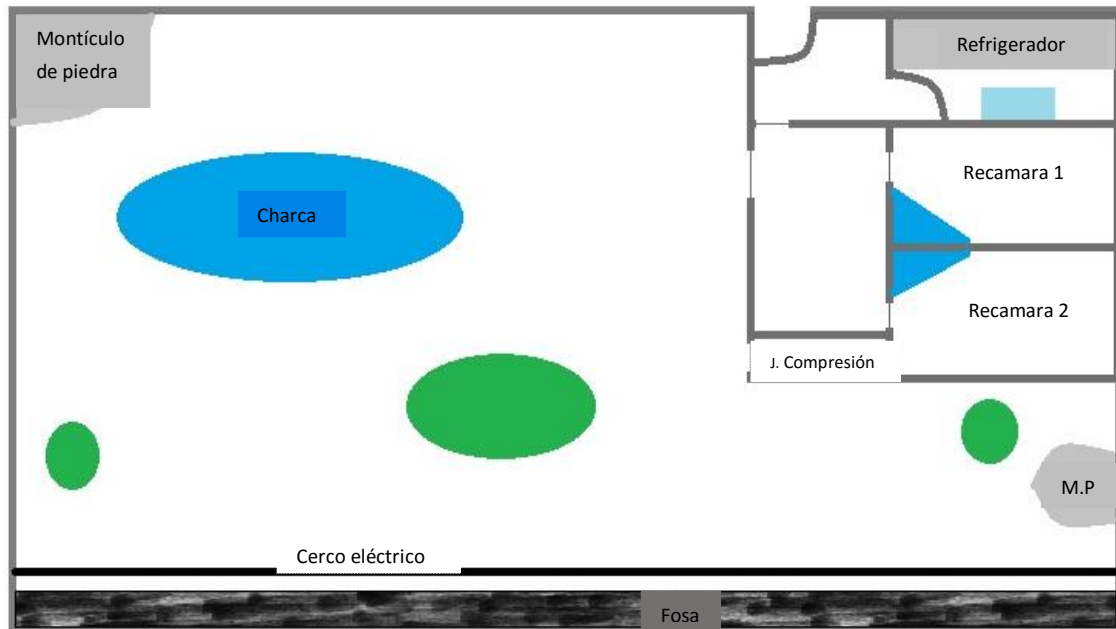 Montículo
de piedra
Refrigerador
Recamara 1
Charca
Recamara 2
J. Compresión
M.P
Cerco eléctrico
Fosa